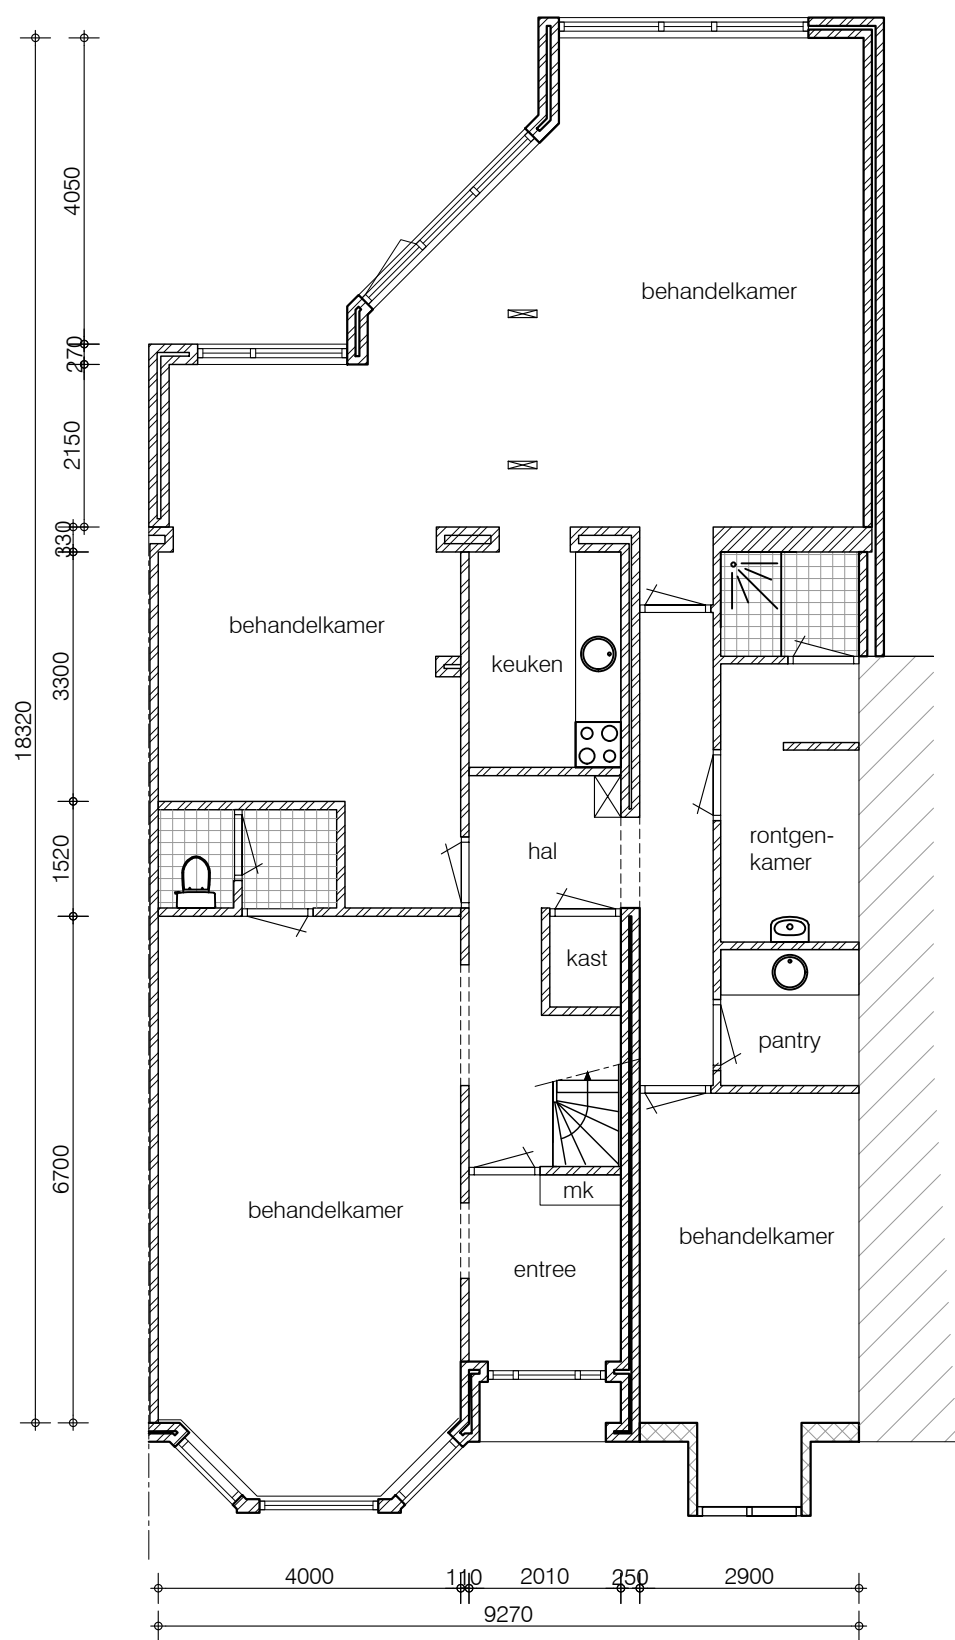 4050
behandelkamer
270
2150
330
behandelkamer
keuken
3300
18320
rontgen-
kamer
hal
1520
kast
pantry
6700
mk
behandelkamer
behandelkamer
entree
4000
110
2010
250
2900
9270